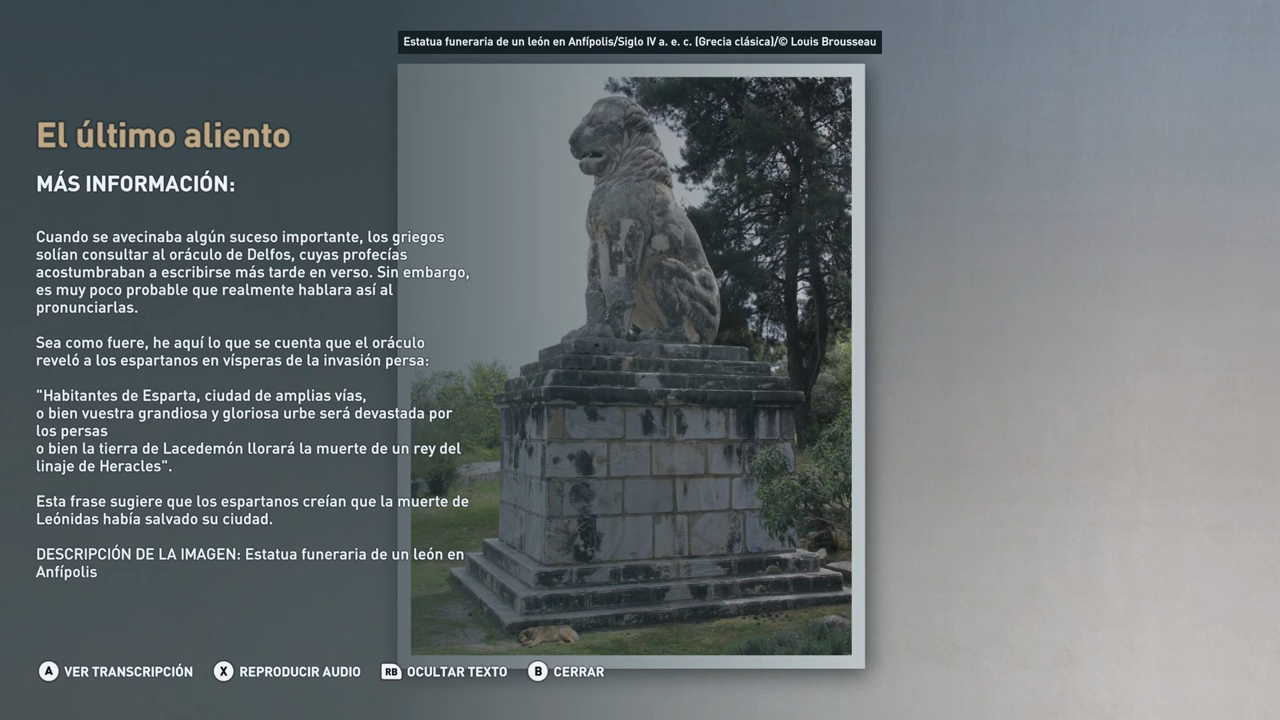 Estatua funeraria de un león en Anfípolis/Siglo IV a. e. c. (Grecia clásica)/© Louis Brousseau
El último aliento
MÁS INFORMACIÓN:
Cuando se avecinaba algún suceso importante, los griegos
solían consultar al oráculo de Delfos, cuyas profecías
acostumbraban a escribirse más tarde en verso. Sin embargo,
es muy poco probable que realmente hablara así al
pronunciarlas.
Sea como fuere, he aquí lo que se cuenta que el oráculo
reveló a los espartanos en vísperas de la invasión persa:
"Habitantes de Esparta, ciudad de amplias vías,
o bien vuestra grandiosa y gloriosa urbe será devastada por
los persas
o bien la tierra de Lacedemón llorará la muerte de un rey del
linaje de Heracles".
Esta frase sugiere que los espartanos creían que la muerte de
Leónidas había salvado su ciudad.
DESCRIPCIÓN DE LA IMAGEN: Estatua funeraria de un león en
Anfípolis
A VER TRANSCRIPCIÓN X REPRODUCIR AUDIO RB OCULTAR TEXTO B CERRAR